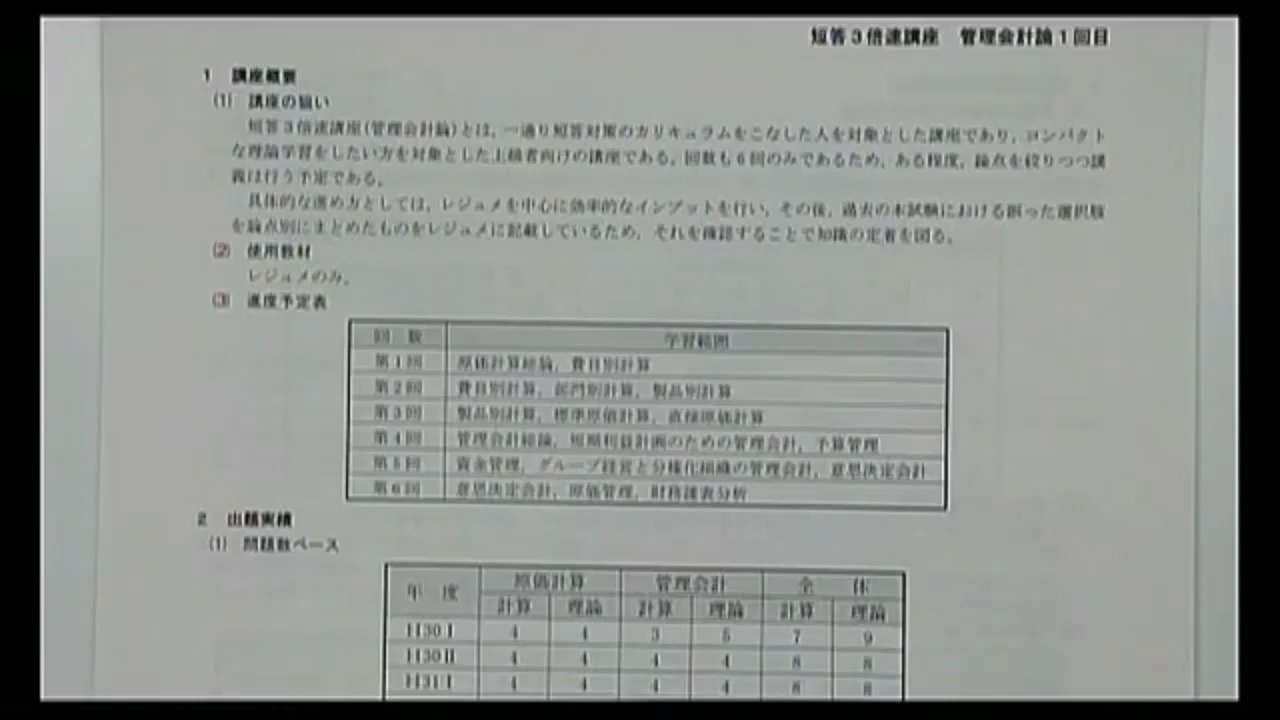 短答３倍速講座　管理会計論１回目
１　講座概要
(1)　講座の狙い
短答３倍速講座(管理会計論)とは，一通り短答対策のカリキュラムをこなした人を対象とした講座であり，コンパクト
な理論学習をしたい方を対象とした上級者向けの講座である。回数も６回のみであるため，ある程度，論点を絞りつつ講
義は行う予定である。
具体的な進め方としては，レジュメを中心に効率的なインプットを行い，その後，過去の本試験における誤った選択肢
を論点別にまとめたものをレジュメに記載しているため，それを確認することで知識の定着を図る。
(2)　使用教材
レジュメのみ。
(3)　進度予定表
回　数　学習範囲
第１回　原価計算総論，費目別計算
第２回　費目別計算，部門別計算，製品別計算
第３回　製品別計算，標準原価計算，直接原価計算
第４回　管理会計総論，短期利益計画のための管理会計，予算管理
第５回　資金管理，グループ経営と分権化組織の管理会計，意思決定会計
第６回　意思決定会計，原価管理，財務諸表分析
２　出題実績
(1)　問題数ベース
年　度　原価計算　管理会計　全　体
計算　理論　計算　理論　計算　理論
H30Ⅰ　4　4　3　5　7　9
H30Ⅱ　4　4　4　4　8　8
H31Ⅰ　4　4　4　4　8　8